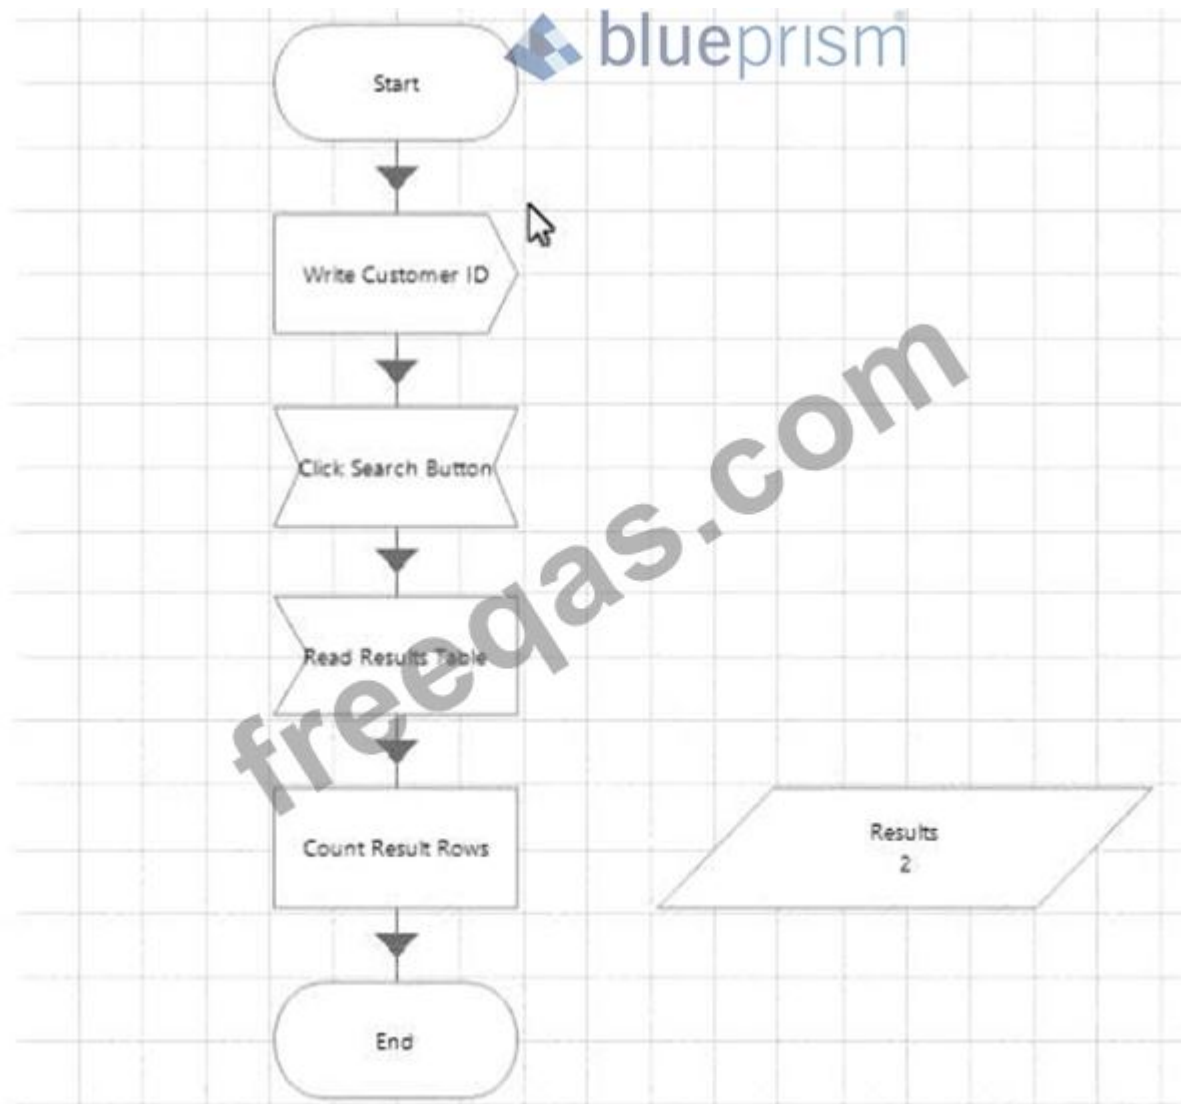 blueprism
Start
Write Customer ID
Click Search Button
Read Results Table
Count Result Rows
Results
2
End
freeqas.com